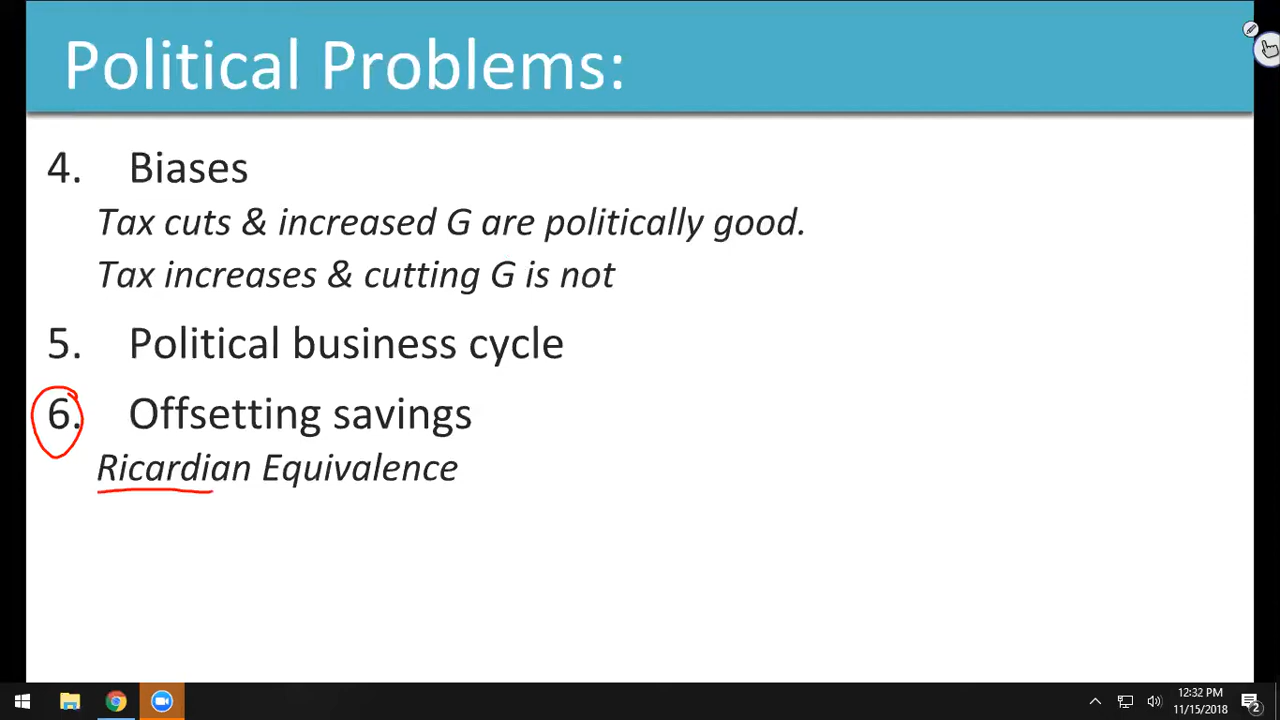 Political Problems:
4. Biases
Tax cuts & increased G are politically good.
Tax increases & cutting G is not
5. Political business cycle
6. Offsetting savings
Ricardian Equivalence
12:32 PM
11/15/2018
2